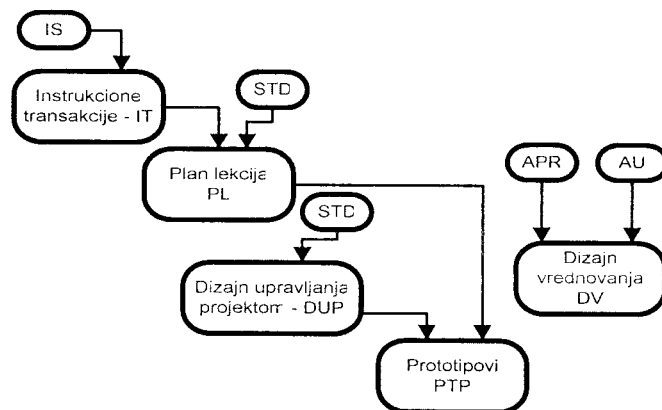 IS
Instrukcione
transakcije - IT
STD
Plan lekcija
PL
APR
AU
STD
Dizajn
vrednovanja
DV
Dizajn upravljanja
projektom - DUP
Prototipovi
PTP